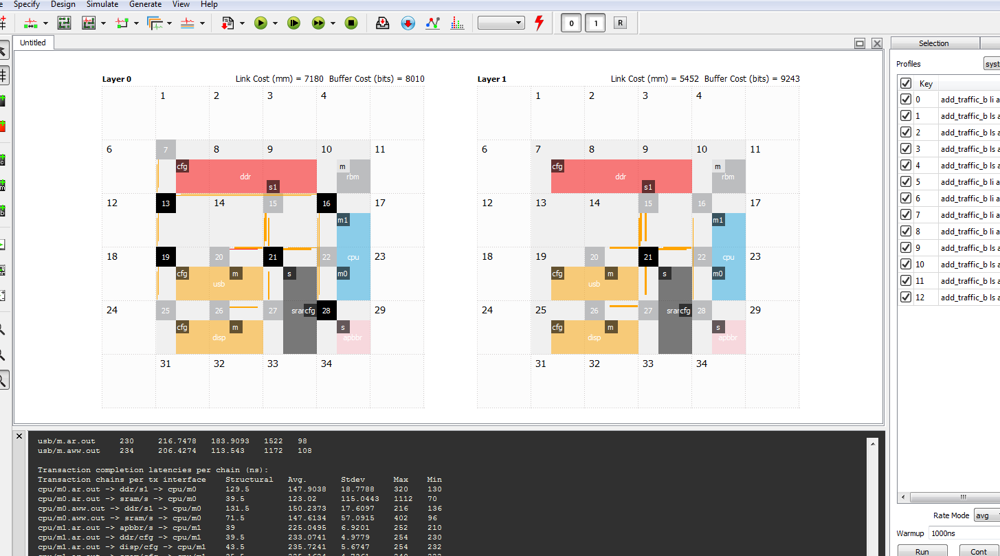 Specify Design Simulate Generate View Help
0 1 R
Untitled
Selection
Layer 0 Link Cost (mm) = 7180 Buffer Cost (bits) = 8010
1 2 3 4
6 7 8 9 10 11
cfg ddr s1 m rbm
12 13 14 15 16 17
m1
18 19 20 21 22 cpu 23
cfg usb m s m0
24 25 26 27 cfg 28 29
cfg disp m s apbbr
31 32 33 34
Layer 1 Link Cost (mm) = 5452 Buffer Cost (bits) = 9243
1 2 3 4
6 7 8 9 10 11
cfg ddr s1 m rbm
12 13 14 15 16 17
m1
18 19 20 21 22 cpu 23
cfg usb m s m0
24 25 26 27 cfg 28 29
cfg disp m s apbbr
31 32 33 34
Profiles syst
Key
0 add_traffic_b li a
1 add_traffic_b ls a
2 add_traffic_b ls a
3 add_traffic_b ls a
4 add_traffic_b li a
5 add_traffic_b li a
6 add_traffic_b ls a
7 add_traffic_b li a
8 add_traffic_b li a
9 add_traffic_b ls a
10 add_traffic_b ls a
11 add_traffic_b ls a
12 add_traffic_b ls a
Rate Mode avg
Warmup 1000ns
Run Cont
usb/m.ar.out 230 216.7478 183.9093 1522 98
usb/m.aww.out 234 206.4274 113.543 1172 108
Transaction completion latencies per chain (ns):
Transaction chains per tx interface Structural Avg. Stdev Max Min
cpu/m0.ar.out -> ddr/s1 -> cpu/m0 129.5 147.9038 18.7788 320 130
cpu/m0.ar.out -> sram/s -> cpu/m0 39.5 123.02 115.0443 1112 70
cpu/m0.aww.out -> ddr/s1 -> cpu/m0 131.5 150.2373 17.6097 216 136
cpu/m0.aww.out -> sram/s -> cpu/m0 71.5 147.6134 57.0915 402 96
cpu/m1.ar.out -> apbbr/s -> cpu/m1 39 225.0495 6.9201 252 210
cpu/m1.ar.out -> ddr/cfg -> cpu/m1 39.5 233.0741 4.9779 254 230
cpu/m1.ar.out -> disp/cfg -> cpu/m1 43.5 235.7241 5.6747 254 232